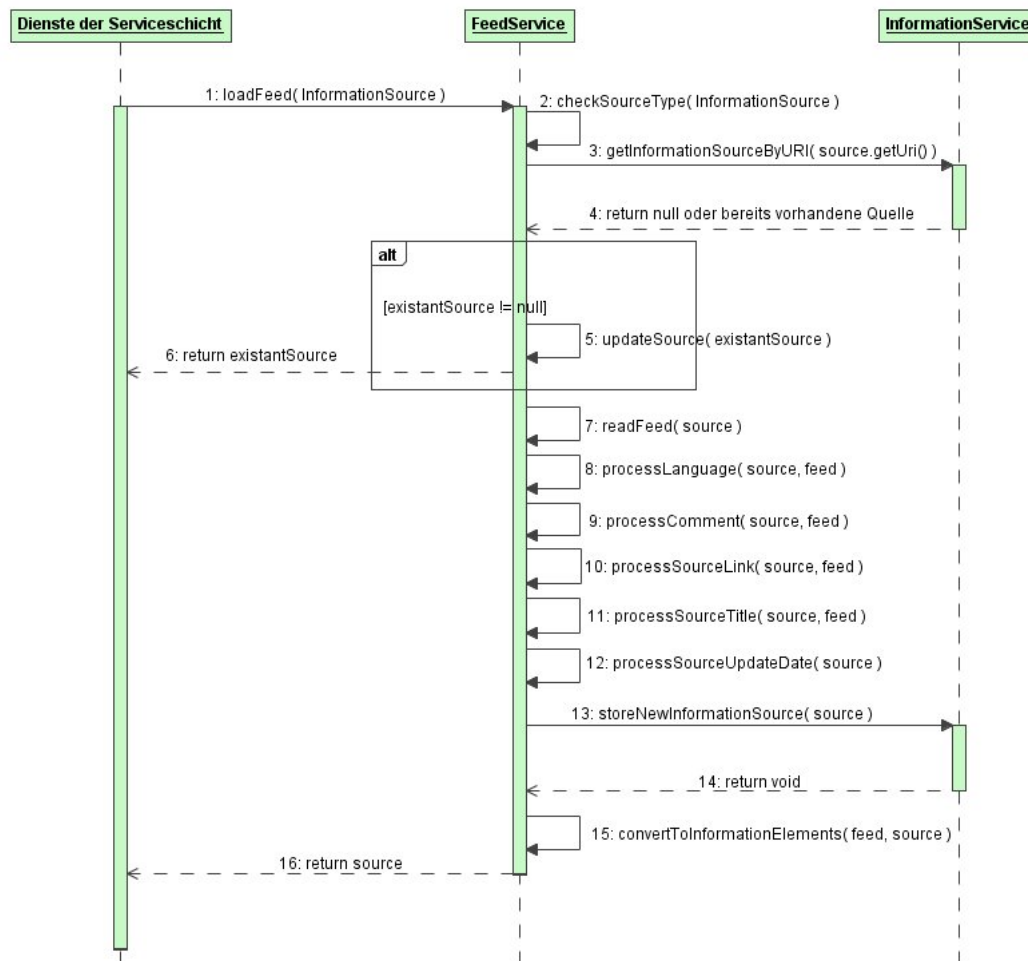 Dienste der Serviceschicht
FeedService
InformationService
1: loadFeed( InformationSource )
2: checkSourceType( InformationSource )
3: getInformationSourceByURI( source.getUri() )
4: return null oder bereits vorhandene Quelle
alt
[existantSource != null]
5: updateSource( existantSource )
6: return existantSource
7: readFeed( source )
8: processLanguage( source, feed )
9: processComment( source, feed )
10: processSourceLink( source, feed )
11: processSourceTitle( source, feed )
12: processSourceUpdateDate( source )
13: storeNewInformationSource( source )
14: return void
15: convertToInformationElements( feed, source )
16: return source